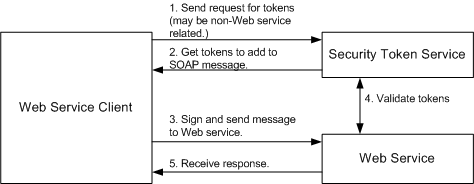 1. Send request for tokens
(may be non-Web service
related.)
2. Get tokens to add to
SOAP message.
Security Token Service
Web Service Client
4. Validate tokens
3. Sign and send message
to Web service.
Web Service
5. Receive response.